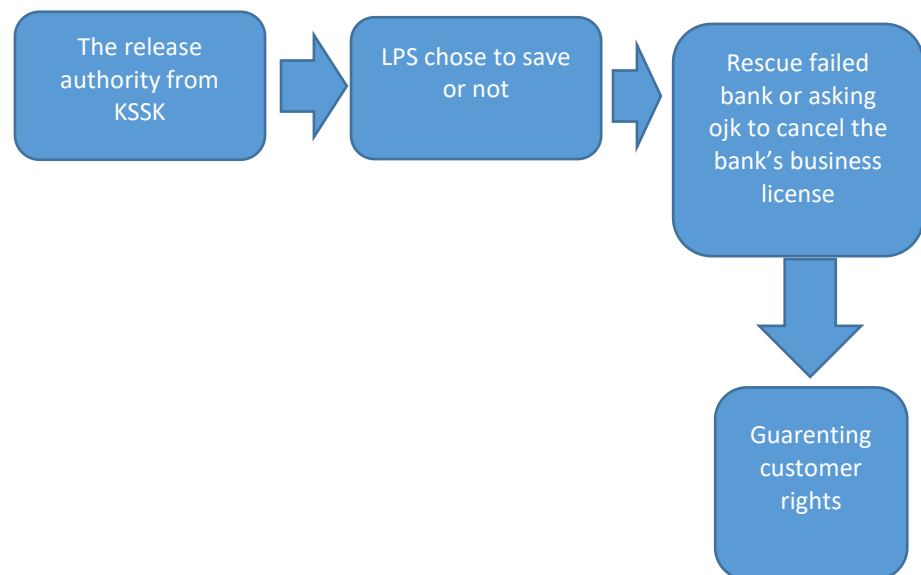 The release
authority from
KSSK
LPS chose to save
or not
Rescue failed
bank or asking
ojk to cancel the
bank’s business
license
Guarenting
customer
rights